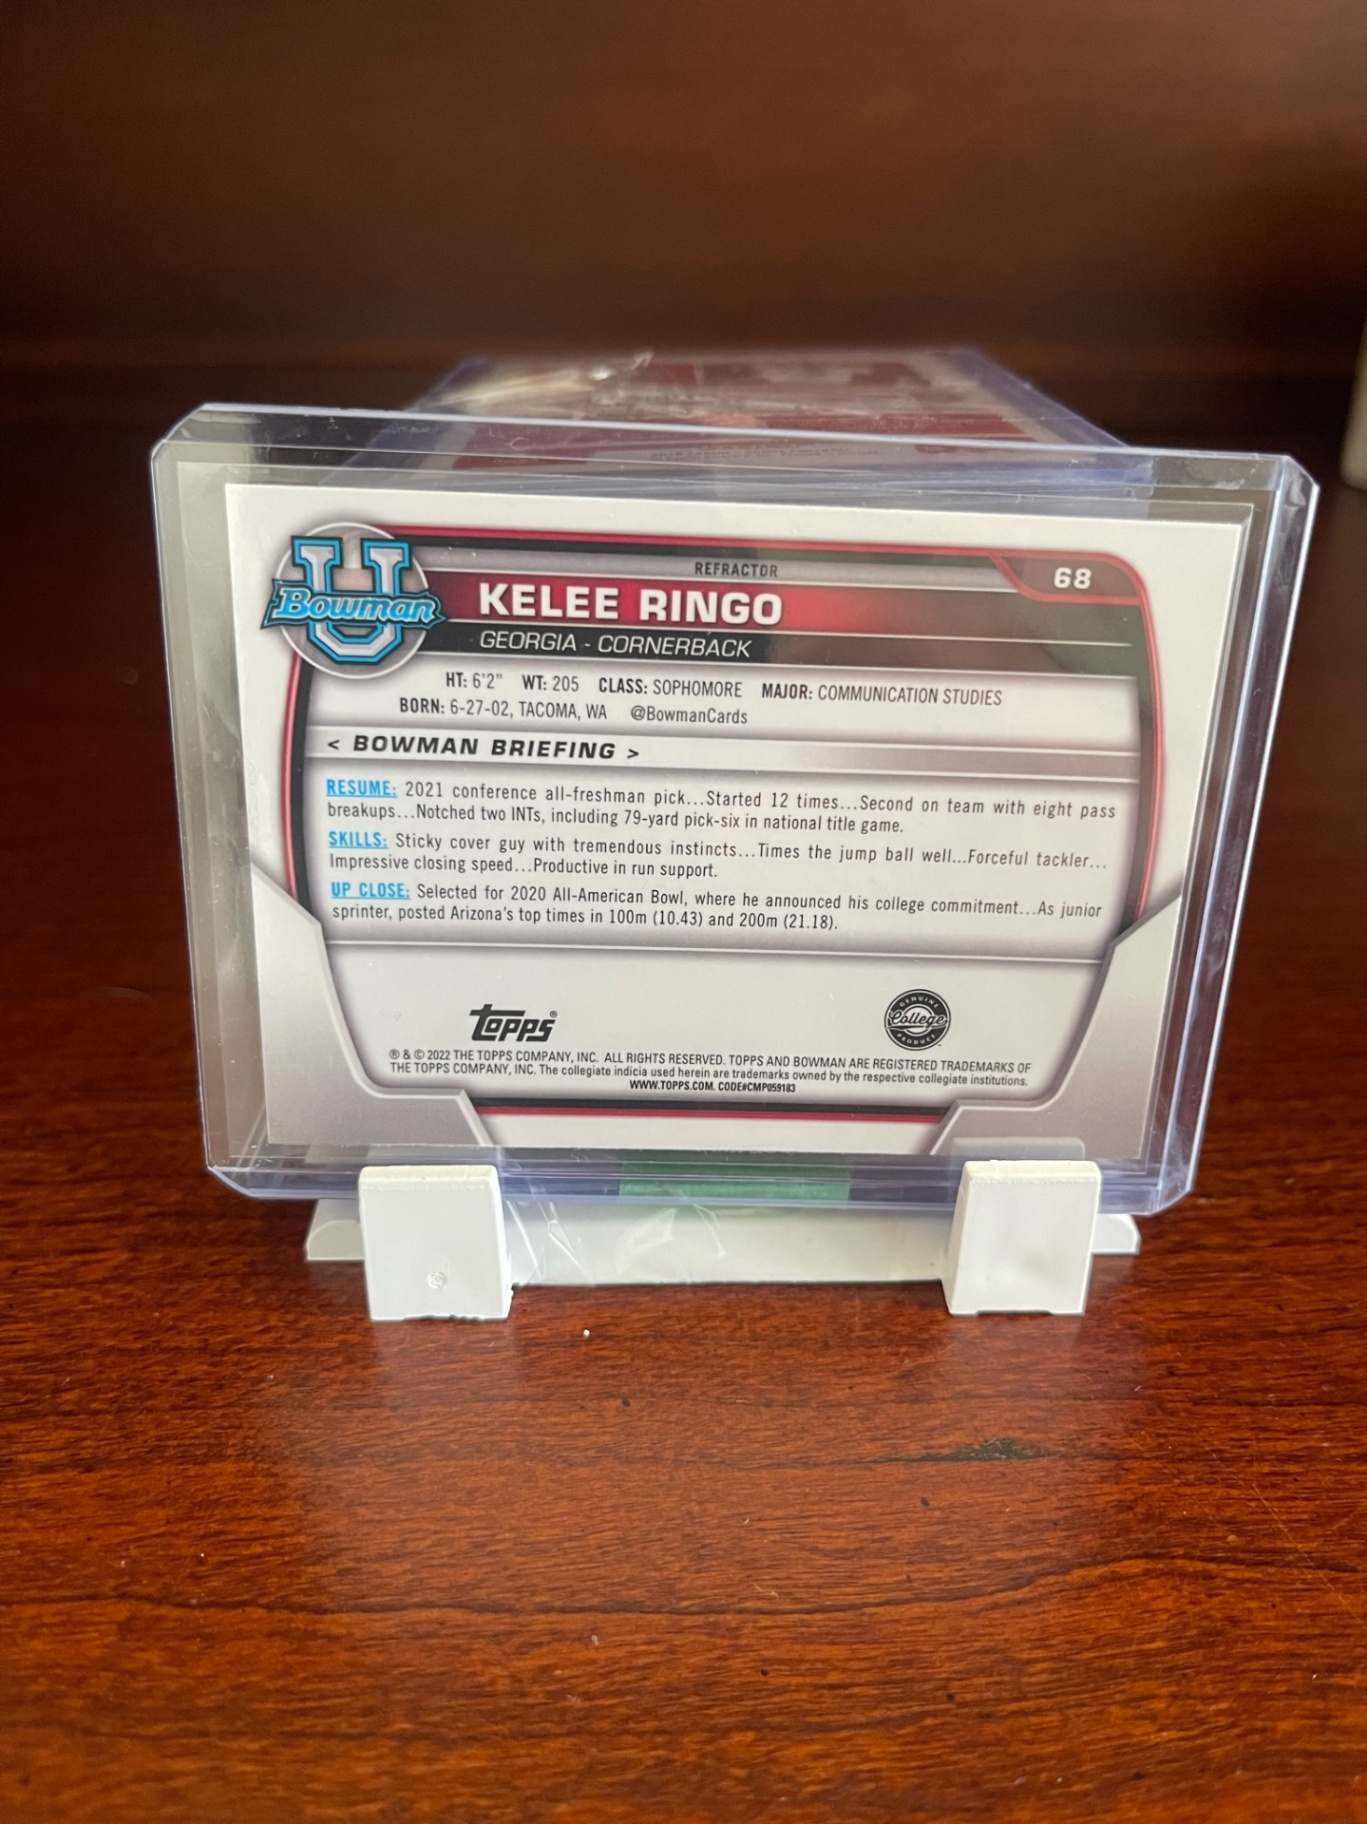 U
Bowman
REFRACTOR
68
KELEE RINGO
GEORGIA - CORNERBACK
HT: 6'2" WT: 205 CLASS: SOPHOMORE MAJOR: COMMUNICATION STUDIES
BORN: 6-27-02, TACOMA, WA @BowmanCards
< BOWMAN BRIEFING >
RESUME: 2021 conference all-freshman pick...Started 12 times...Second on team with eight pass
breakups...Notched two INTs, including 79-yard pick-six in national title game.
SKILLS: Sticky cover guy with tremendous instincts...Times the jump ball well...Forceful tackler...
Impressive closing speed...Productive in run support.
UP CLOSE: Selected for 2020 All-American Bowl, where he announced his college commitment...As junior
sprinter, posted Arizona's top times in 100m (10.43) and 200m (21.18).
topps®
GENUINE
College
PRODUCT
® & © 2022 THE TOPPS COMPANY, INC. ALL RIGHTS RESERVED. TOPPS AND BOWMAN ARE REGISTERED TRADEMARKS OF
THE TOPPS COMPANY, INC. The collegiate indicia used herein are trademarks owned by the respective collegiate institutions.
WWW.TOPPS.COM. CODE#CMP059183